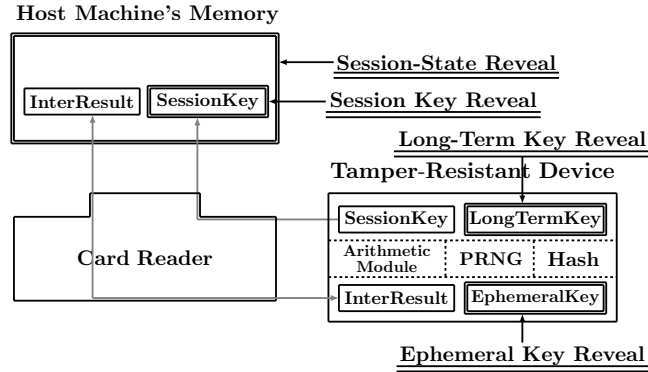 Host Machine's Memory
Session-State Reveal
InterResult
SessionKey
Session Key Reveal
Long-Term Key Reveal
Tamper-Resistant Device
SessionKey
LongTermKey
Card Reader
Arithmetic
Module
PRNG
Hash
InterResult
EphemeralKey
Ephemeral Key Reveal